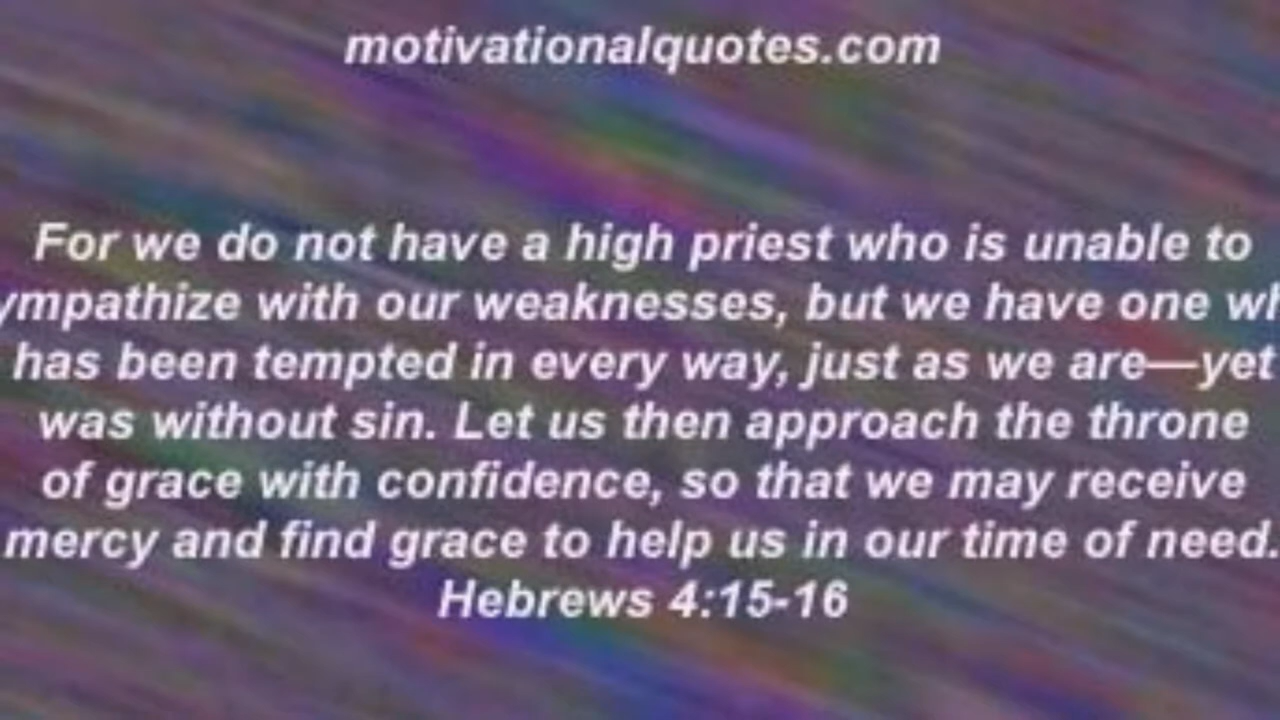 motivationalquotes.com
For we do not have a high priest who is unable to
ympathize with our weaknesses, but we have one wh
has been tempted in every way, just as we are—yet
was without sin. Let us then approach the throne
of grace with confidence, so that we may receive
mercy and find grace to help us in our time of need.
Hebrews 4:15-16